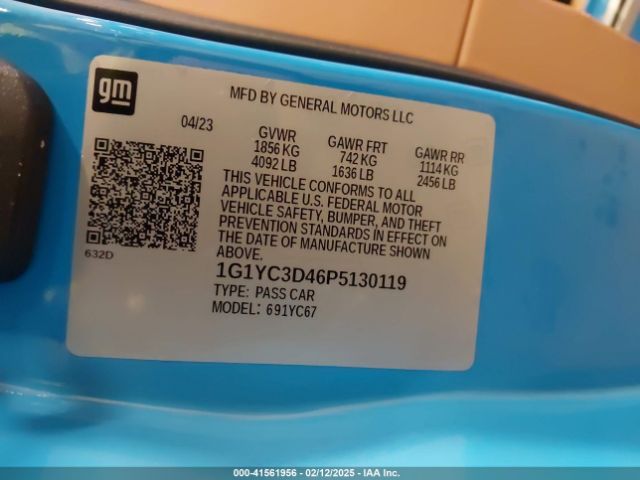 gm
MFD BY GENERAL MOTORS LLC
04/23
GVWR
1856 KG
4092 LB
GAWR FRT
742 KG
1636 LB
GAWR RR
1114 KG
2456 LB
THIS VEHICLE CONFORMS TO ALL
APPLICABLE U.S. FEDERAL MOTOR
VEHICLE SAFETY, BUMPER, AND THEFT
PREVENTION STANDARDS IN EFFECT ON
THE DATE OF MANUFACTURE SHOWN
ABOVE.
632D
1G1YC3D46P5130119
TYPE: PASS CAR
MODEL: 691YC67
000-41561956 - 02/12/2025 - IAA Inc.